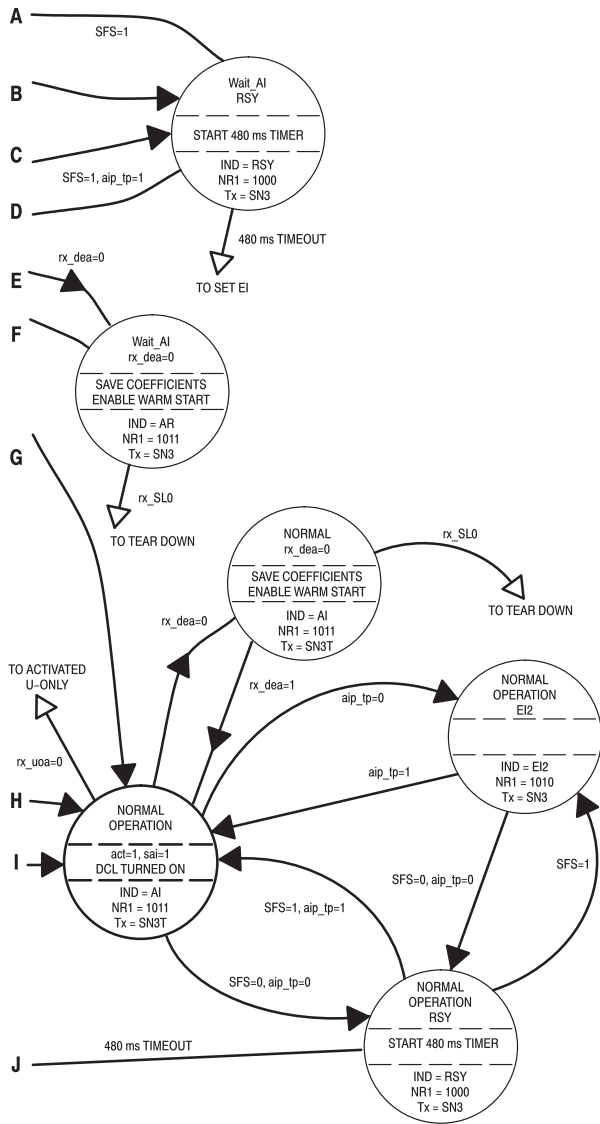 A
SFS=1
Wait_AI
RSY
B
START 480 ms TIMER
C
IND = RSY
NR1 = 1000
Tx = SN3
SFS=1, aip_tp=1
D
480 ms TIMEOUT
TO SET EI
rx_dea=0
E
F
Wait_AI
rx_dea=0
SAVE COEFFICIENTS
ENABLE WARM START
IND = AR
NR1 = 1011
Tx = SN3
G
rx_SL0
TO TEAR DOWN
NORMAL
rx_dea=0
SAVE COEFFICIENTS
ENABLE WARM START
IND = AI
NR1 = 1011
Tx = SN3T
rx_SL0
TO TEAR DOWN
rx_dea=0
rx_dea=1
TO ACTIVATED
U–ONLY
rx_uoa=0
aip_tp=0
NORMAL
OPERATION
EI2
IND = EI2
NR1 = 1010
Tx = SN3
aip_tp=1
H
NORMAL
OPERATION
I
act=1, sai=1
DCL TURNED ON
IND = AI
NR1 = 1011
Tx = SN3T
SFS=0, aip_tp=0
SFS=1
SFS=1, aip_tp=1
SFS=0, aip_tp=0
NORMAL
OPERATION
RSY
START 480 ms TIMER
IND = RSY
NR1 = 1000
Tx = SN3
480 ms TIMEOUT
J